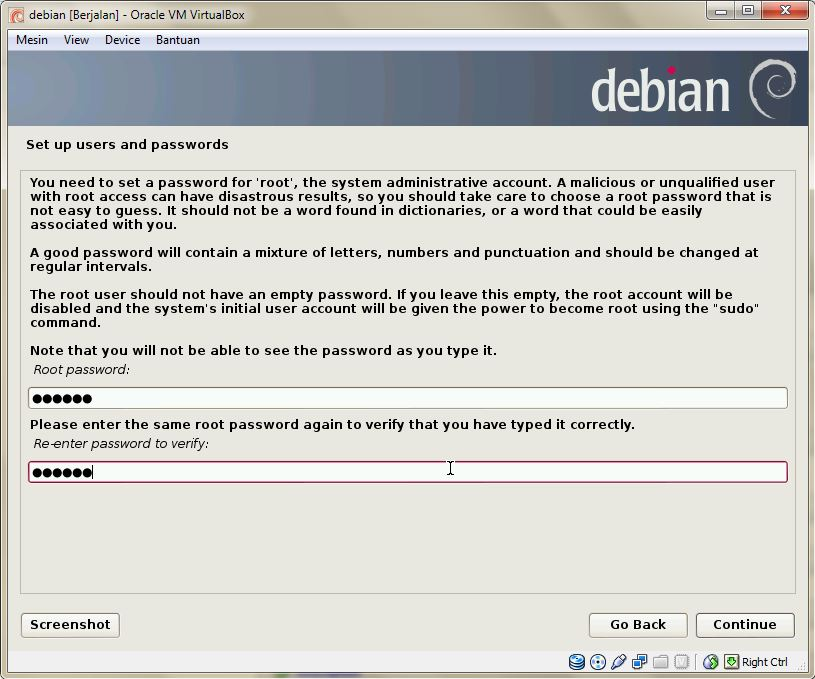 debian [Berjalan] - Oracle VM VirtualBox
Mesin View Device Bantuan
debian
Set up users and passwords
You need to set a password for 'root', the system administrative account. A malicious or unqualified user
with root access can have disastrous results, so you should take care to choose a root password that is
not easy to guess. It should not be a word found in dictionaries, or a word that could be easily
associated with you.
A good password will contain a mixture of letters, numbers and punctuation and should be changed at
regular intervals.
The root user should not have an empty password. If you leave this empty, the root account will be
disabled and the system's initial user account will be given the power to become root using the "sudo"
command.
Note that you will not be able to see the password as you type it.
Root password:
●●●●●●
Please enter the same root password again to verify that you have typed it correctly.
Re-enter password to verify:
●●●●●●
Screenshot Go Back Continue
Right Ctrl